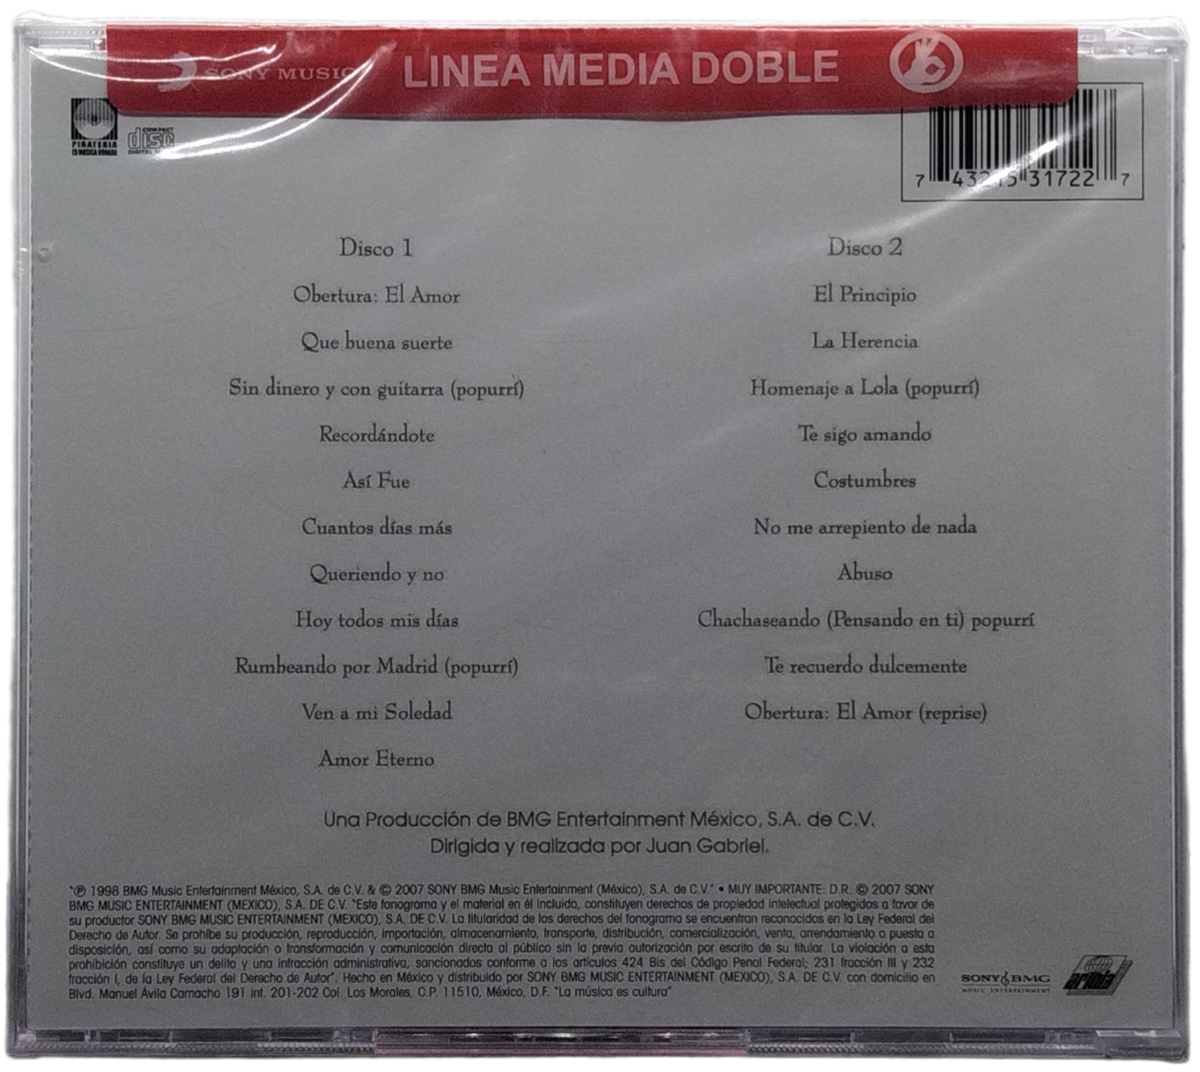 SONY MUSIC LINEA MEDIA DOBLE
PIRATERIA
ES MUSICA ROBADA
COMPACT
disc
DIGITAL
7 43215 31722 7
Disco 1
Obertura: El Amor
Que buena suerte
Sin dinero y con guitarra (popurrí)
Recordándote
Así Fue
Cuantos días más
Queriendo y no
Hoy todos mis días
Rumbeando por Madrid (popurrí)
Ven a mi Soledad
Amor Eterno
Disco 2
El Principio
La Herencia
Homenaje a Lola (popurrí)
Te sigo amando
Costumbres
No me arrepiento de nada
Abuso
Chachaseando (Pensando en ti) popurrí
Te recuerdo dulcemente
Obertura: El Amor (reprise)
Una Producción de BMG Entertainment México, S.A. de C.V.
Dirigida y realizada por Juan Gabriel.
"℗ 1998 BMG Music Entertainment México, S.A. de C.V. & © 2007 SONY BMG Music Entertainment (México), S.A. de C.V." • MUY IMPORTANTE: D.R. © 2007 SONY
BMG MUSIC ENTERTAINMENT (MEXICO), S.A. DE C.V. "Este fonograma y el material en él incluido, constituyen derechos de propiedad intelectual protegidos a favor de
su productor SONY BMG MUSIC ENTERTAINMENT (MEXICO), S.A. DE C.V. La titularidad de los derechos del fonograma se encuentran reconocidos en la Ley Federal del
Derecho de Autor. Se prohíbe su producción, reproducción, importación, almacenamiento, transporte, distribución, comercialización, venta, arrendamiento o puesta a
disposición, así como su adaptación o transformación y comunicación directa al público sin la previa autorización por escrito de su titular. La violación a esta
prohibición constituye un delito y una infracción administrativa, sancionados conforme a los artículos 424 Bis del Código Penal Federal; 231 fracción III y 232
fracción I, de la Ley Federal del Derecho de Autor". Hecho en México y distribuido por SONY BMG MUSIC ENTERTAINMENT (MEXICO), S.A. DE C.V. con domicilio en
Blvd. Manuel Ávila Camacho 191 int. 201-202 Col. Los Morales, C.P. 11510, México, D.F. "La música es cultura"
SONY BMG
MUSIC ENTERTAINMENT
ariola